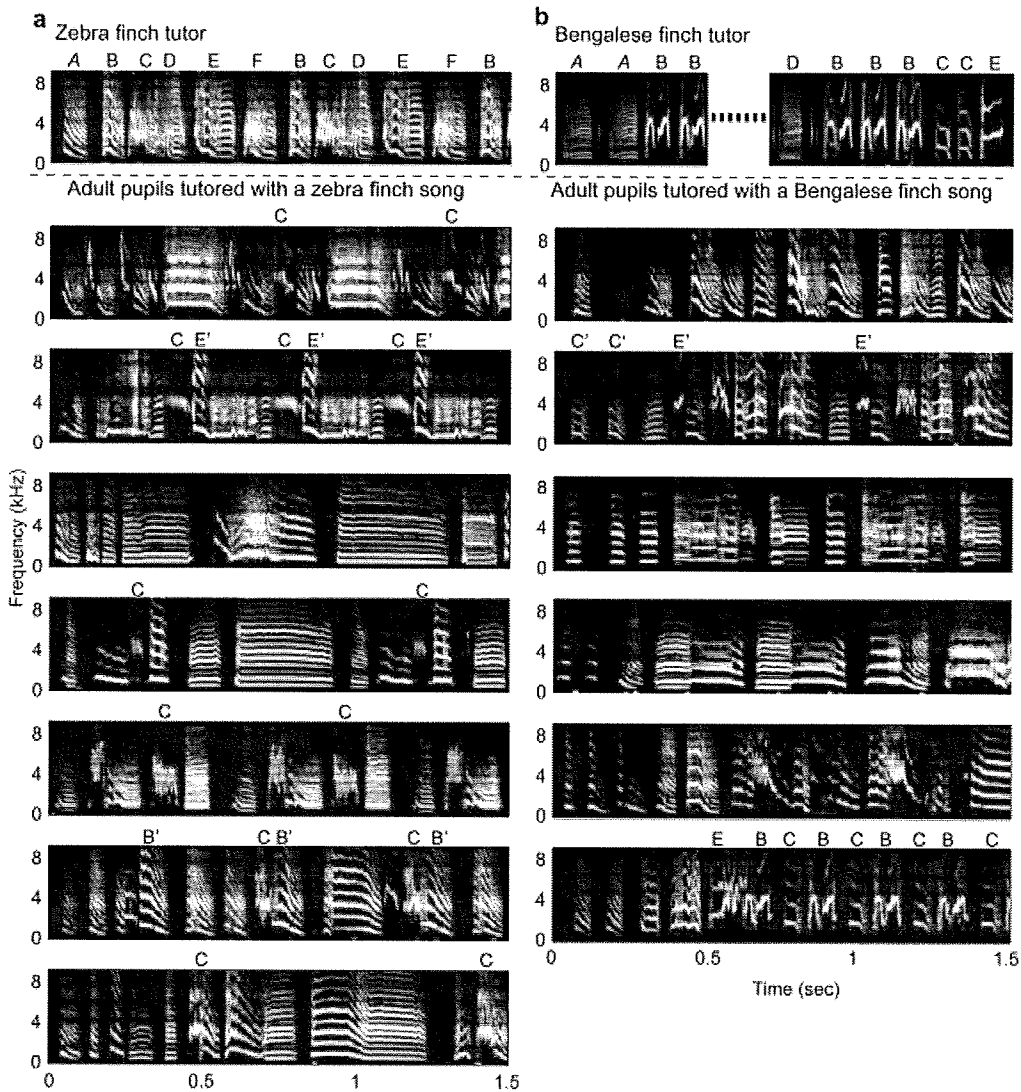 a
Zebra finch tutor
A B C D E F B C D E F B
8
4
0
Adult pupils tutored with a zebra finch song
C C
8
4
0
C E' C E' C E'
8
4
0
8
4
0
C C
8
4
0
C C
8
4
0
B' C B' C B'
8
4
0
C C
8
4
0
0 0.5 1 1.5
Frequency (kHz)
b
Bengalese finch tutor
A A B B D B B B C C E
8
4
0
Adult pupils tutored with a Bengalese finch song
8
4
0
C' C' E' E'
8
4
0
8
4
0
8
4
0
8
4
0
E B C B C B C B C
8
4
0
0 0.5 1 1.5
Time (sec)